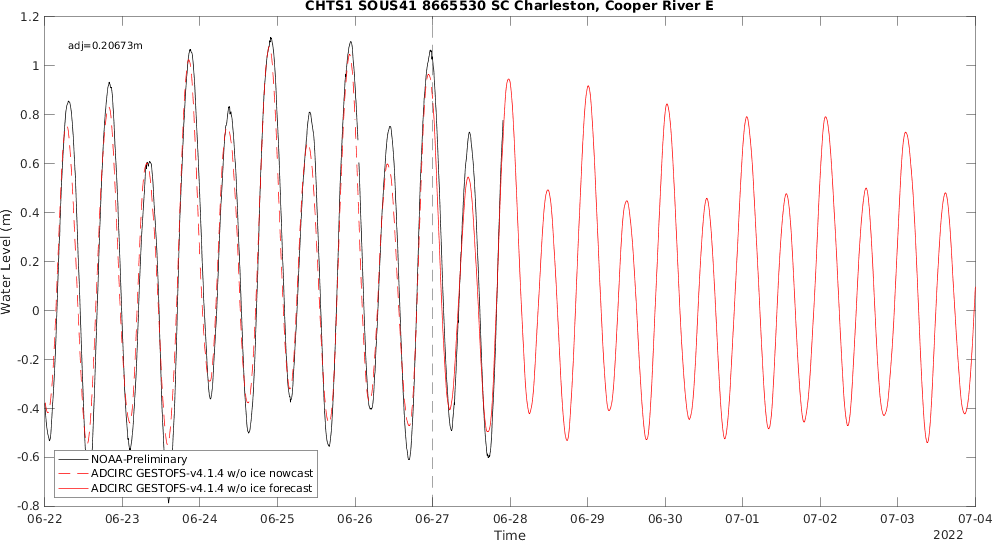 CHTS1 SOUS41 8665530 SC Charleston, Cooper River E
adj=0.20673m
1.2
1
0.8
0.6
0.4
0.2
0
-0.2
-0.4
-0.6
-0.8
Water Level (m)
NOAA-Preliminary
ADCIRC GESTOFS-v4.1.4 w/o ice nowcast
ADCIRC GESTOFS-v4.1.4 w/o ice forecast
06-22 06-23 06-24 06-25 06-26 06-27 06-28 06-29 06-30 07-01 07-02 07-03 07-04
Time
2022